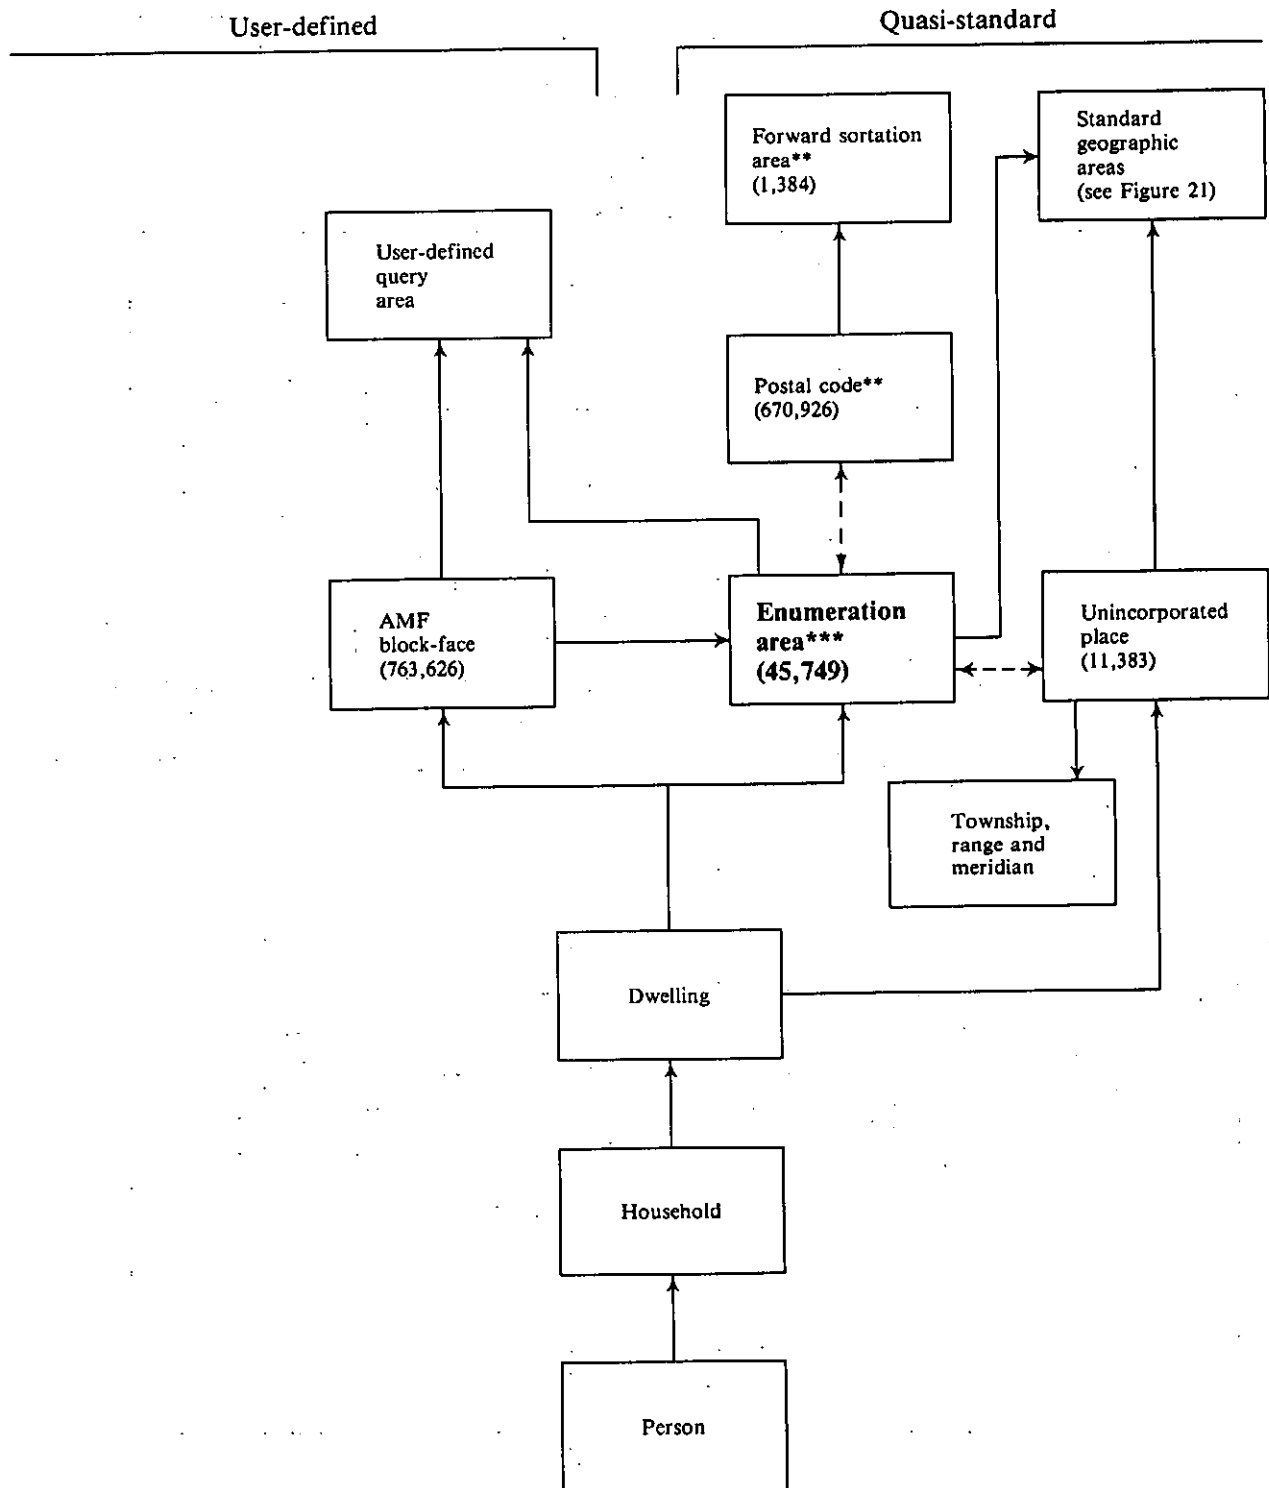 User-defined
Quasi-standard
Forward sortation
area**
(1,384)
Standard
geographic
areas
(see Figure 21)
User-defined
query
area
Postal code**
(670,926)
AMF
block-face
(763,626)
Enumeration
area***
(45,749)
Unincorporated
place
(11,383)
Township,
range and
meridian
Dwelling
Household
Person